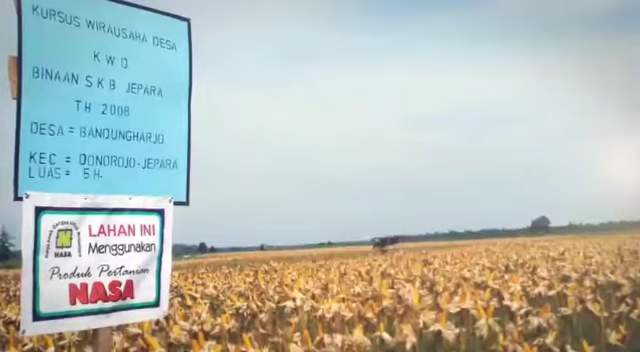 KURSUS WIRAUSAHA DESA
KWD
BINAAN SKB JEPARA
TH 2008
DESA = BANDUNGHARJO
KEC = DONOROJO-JEPARA
LUAS = 5H.
NASA
LAHAN INI
Menggunakan
Produk Pertanian
NASA